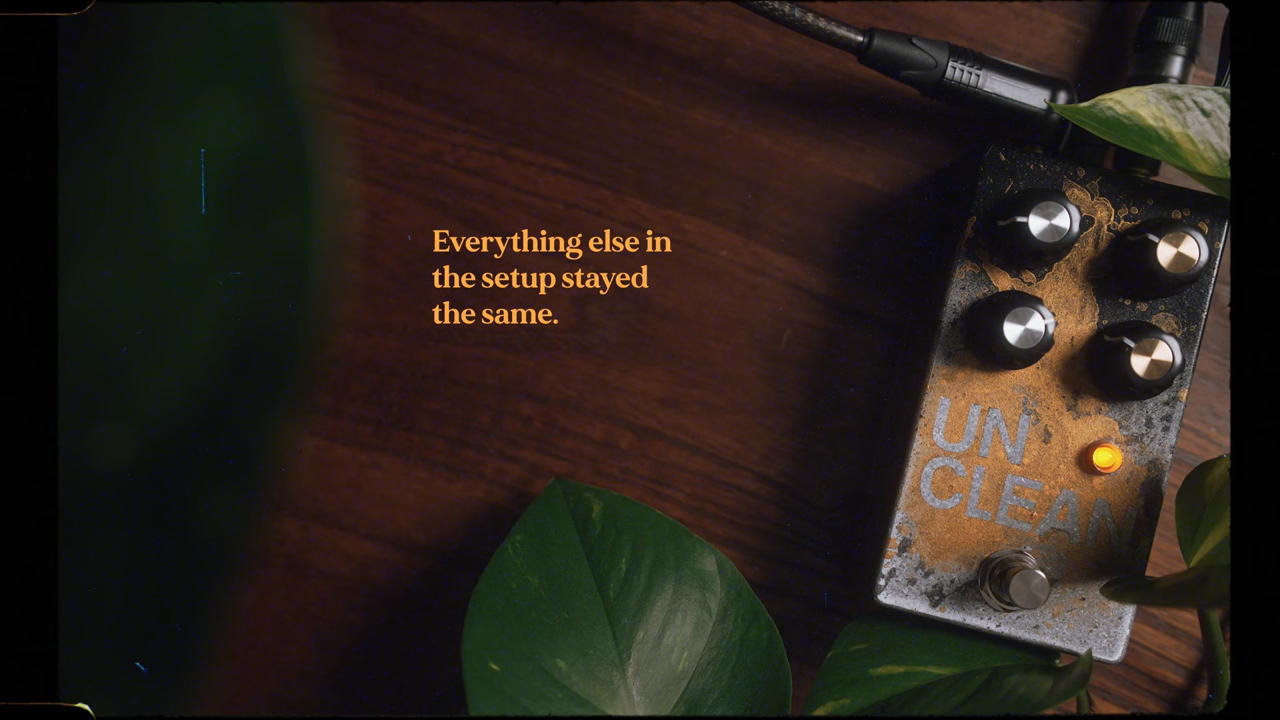 Everything else in
the setup stayed
the same.
UN
CLEAN